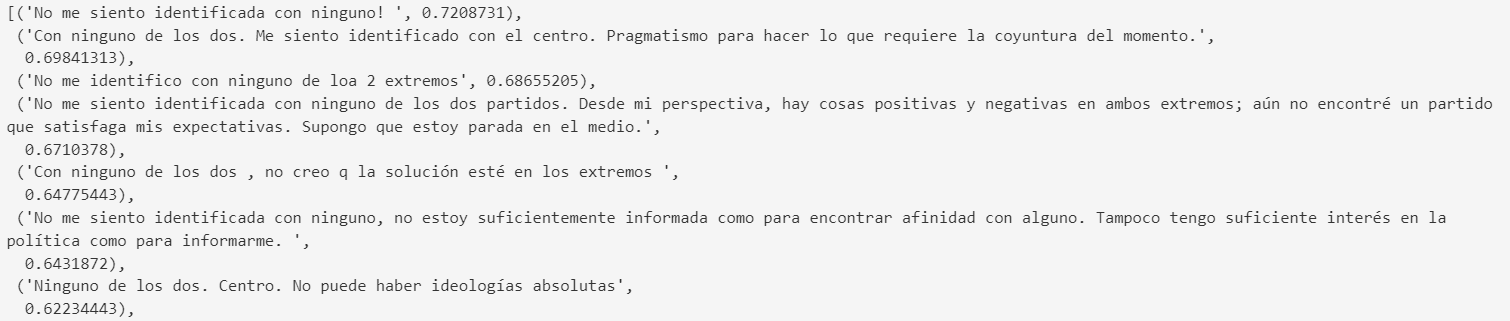 [('No me siento identificada con ninguno! ', 0.7208731),
('Con ninguno de los dos. Me siento identificado con el centro. Pragmatismo para hacer lo que requiere la coyuntura del momento.',
0.69841313),
('No me identifico con ninguno de loa 2 extremos', 0.68655205),
('No me siento identificada con ninguno de los dos partidos. Desde mi perspectiva, hay cosas positivas y negativas en ambos extremos; aún no encontré un partido
que satisfaga mis expectativas. Supongo que estoy parada en el medio.',
0.6710378),
('Con ninguno de los dos , no creo q la solución esté en los extremos ',
0.64775443),
('No me siento identificada con ninguno, no estoy suficientemente informada como para encontrar afinidad con alguno. Tampoco tengo suficiente interés en la
política como para informarme. ',
0.6431872),
('Ninguno de los dos. Centro. No puede haber ideologías absolutas',
0.62234443),